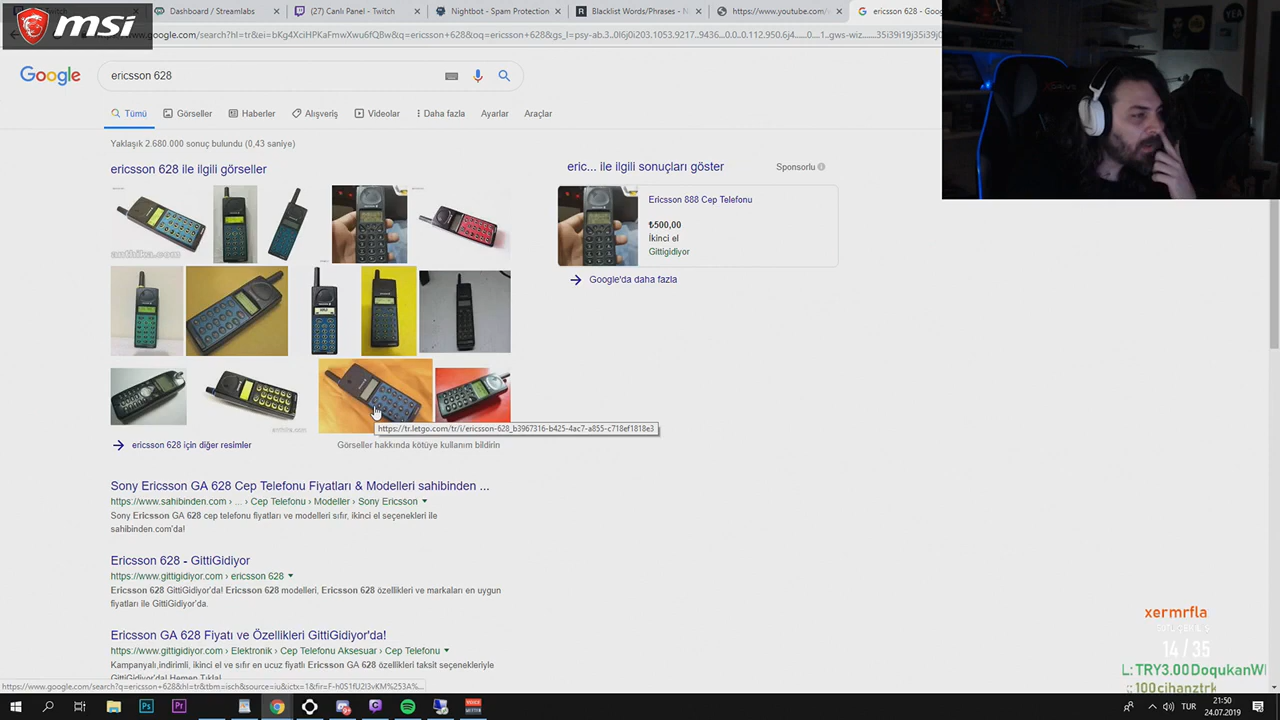 msi
Dashboard / Streamlabs
(27) Canlı Panel / Twitch
Nightbot - Spam Protection
Blacklist Words/Phrases - N
https://www.youtube.com/
ericsson 628 - Goo
Google
ericsson 628
Tümü
Görseller
Haberler
Alışveriş
Videolar
Daha fazla
Ayarlar
Araçlar
Yaklaşık 2.680.000 sonuç bulundu (0,43 saniye)
ericsson 628 ile ilgili görseller
eric... ile ilgili sonuçları göster
Sponsorlu
Ericsson 888 Cep Telefonu
₺500,00
İkinci el
Gittigidiyor
Google'da daha fazla
anthika.com
https://tr.letgo.com/tr/i/ericsson-628_b3967316-b425-4ac7-a855-c718ef1818e3
ericsson 628 için diğer resimler
Görseller hakkında kötüye kullanım bildirin
Sony Ericsson GA 628 Cep Telefonu Fiyatları & Modelleri sahibinden ...
https://www.sahibinden.com › ... › Cep Telefonu › Modeller › Sony Ericsson
Sony Ericsson GA 628 cep telefonu fiyatları ve modelleri sıfır, ikinci el seçenekleri ile
sahibinden.com'da!
Ericsson 628 - GittiGidiyor
https://www.gittigidiyor.com › ericsson 628
Ericsson 628 GittiGidiyor'da! Ericsson 628 modelleri, Ericsson 628 özellikleri ve markaları en uygun
fiyatları ile GittiGidiyor'da.
Ericsson GA 628 Fiyatı ve Özellikleri GittiGidiyor'da!
https://www.gittigidiyor.com › Elektronik › Cep Telefonu Aksesuar › Cep Telefonu
Kampanyalı,indirimli, ikinci el ve sıfır en ucuz fiyatlı Ericsson GA 628 özellikleri taksit seçenekleriyle
GittiGidiyor'da! Hemen Tıkla!
xermrfla
14 / 35
L: TRY3.00 DoqukanW
100cihanztrk
TUR
21:50
24.07.2019